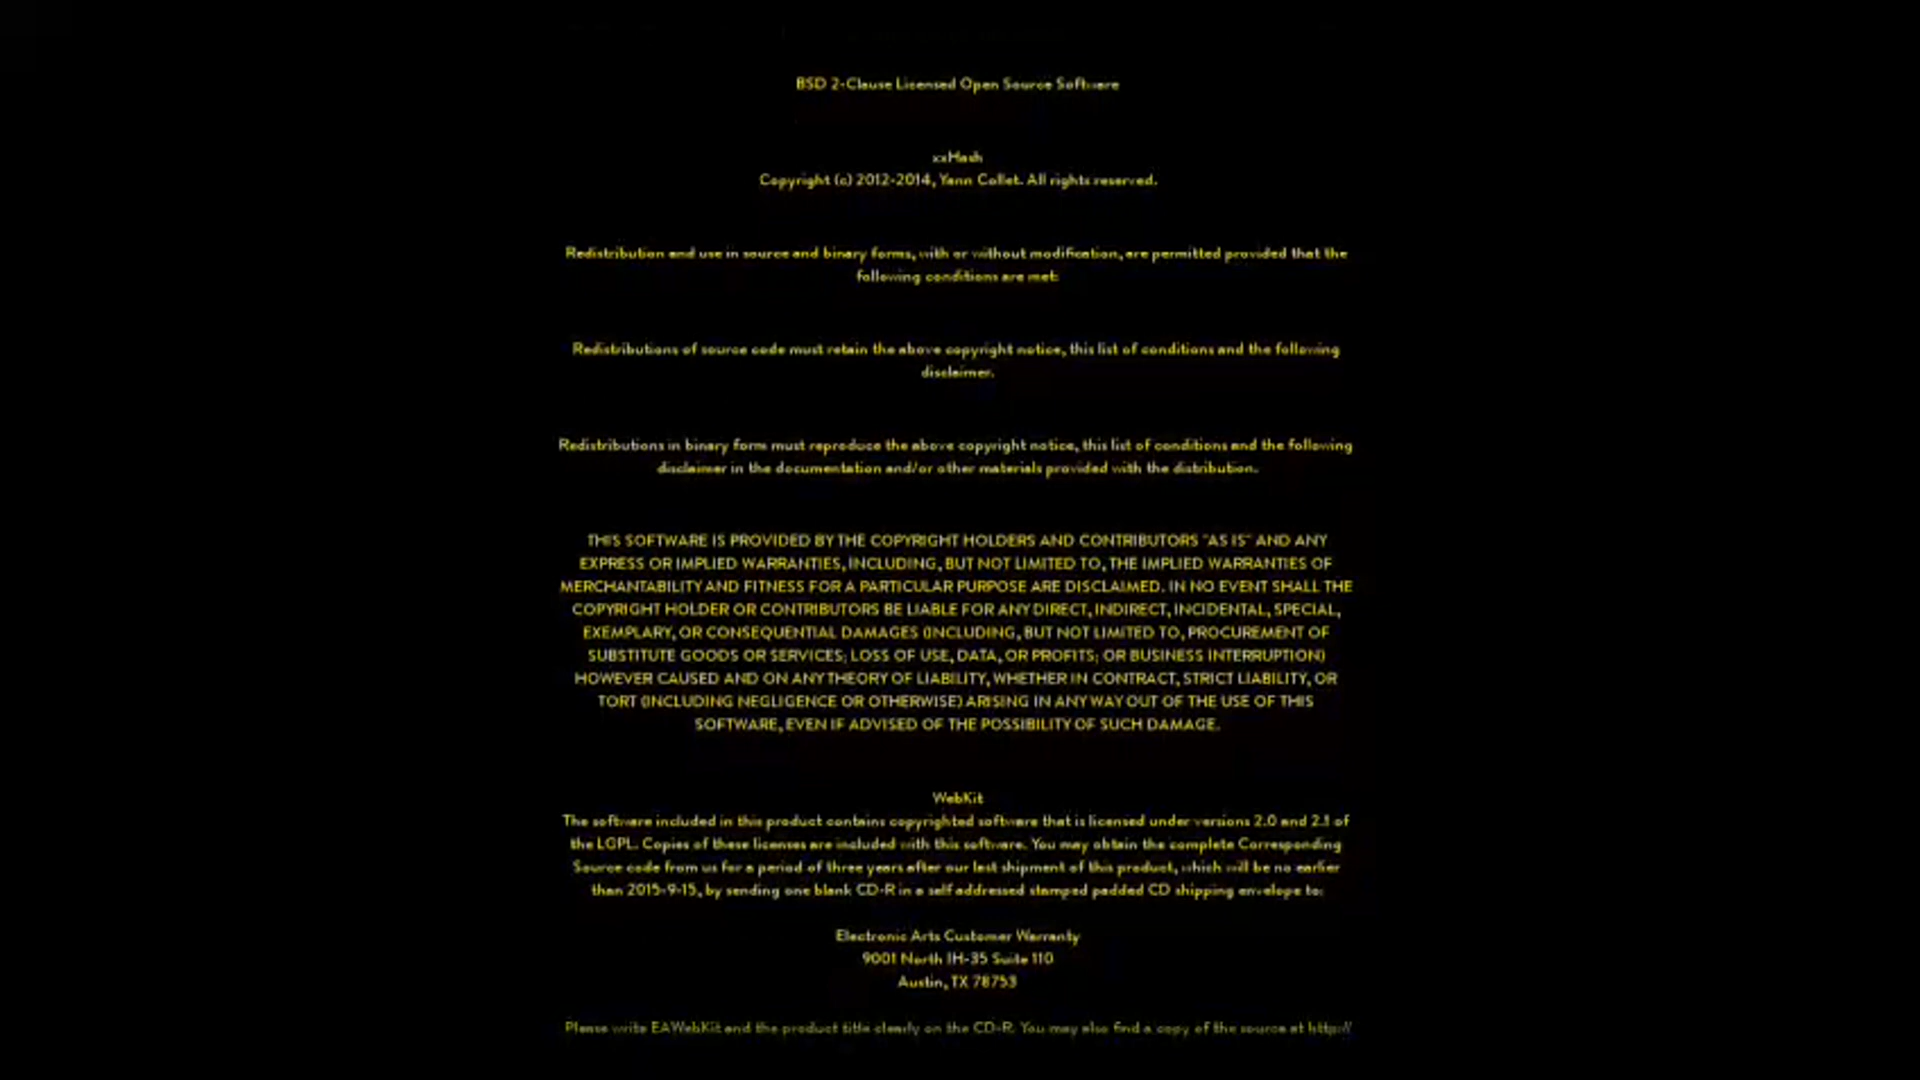 BSD 2-Clause Licensed Open Source Software
xxHash
Copyright (c) 2012-2014, Yann Collet. All rights reserved.
Redistribution and use in source and binary forms, with or without modification, are permitted provided that the
following conditions are met:
Redistributions of source code must retain the above copyright notice, this list of conditions and the following
disclaimer.
Redistributions in binary form must reproduce the above copyright notice, this list of conditions and the following
disclaimer in the documentation and/or other materials provided with the distribution.
THIS SOFTWARE IS PROVIDED BY THE COPYRIGHT HOLDERS AND CONTRIBUTORS "AS IS" AND ANY
EXPRESS OR IMPLIED WARRANTIES, INCLUDING, BUT NOT LIMITED TO, THE IMPLIED WARRANTIES OF
MERCHANTABILITY AND FITNESS FOR A PARTICULAR PURPOSE ARE DISCLAIMED. IN NO EVENT SHALL THE
COPYRIGHT HOLDER OR CONTRIBUTORS BE LIABLE FOR ANY DIRECT, INDIRECT, INCIDENTAL, SPECIAL,
EXEMPLARY, OR CONSEQUENTIAL DAMAGES (INCLUDING, BUT NOT LIMITED TO, PROCUREMENT OF
SUBSTITUTE GOODS OR SERVICES; LOSS OF USE, DATA, OR PROFITS; OR BUSINESS INTERRUPTION)
HOWEVER CAUSED AND ON ANY THEORY OF LIABILITY, WHETHER IN CONTRACT, STRICT LIABILITY, OR
TORT (INCLUDING NEGLIGENCE OR OTHERWISE) ARISING IN ANY WAY OUT OF THE USE OF THIS
SOFTWARE, EVEN IF ADVISED OF THE POSSIBILITY OF SUCH DAMAGE.
WebKit
The software included in this product contains copyrighted software that is licensed under versions 2.0 and 2.1 of
the LGPL. Copies of these licenses are included with this software. You may obtain the complete Corresponding
Source code from us for a period of three years after our last shipment of this product, which will be no earlier
than 2015-9-15, by sending one blank CD-R in a self addressed stamped padded CD shipping envelope to:
Electronic Arts Customer Warranty
9001 North IH-35 Suite 110
Austin, TX 78753
Please write EAWebKit and the product title clearly on the CD-R. You may also find a copy of the source at http://